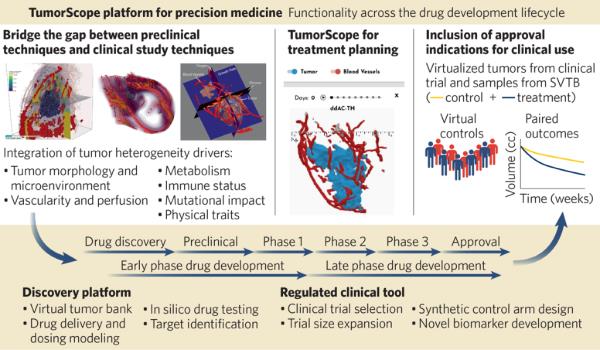 TumorScope platform for precision medicine Functionality across the drug development lifecycle
Bridge the gap between preclinical
techniques and clinical study techniques
Integration of tumor heterogeneity drivers:
• Tumor morphology and
microenvironment
• Vascularity and perfusion
• Metabolism
• Immune status
• Mutational impact
• Physical traits
TumorScope for
treatment planning
Tumor Blood Vessels
Days: 0 x
ddAC-TH
Inclusion of approval
indications for clinical use
Virtualized tumors from clinical
trial and samples from SVTB
(—control + —treatment)
Virtual
controls
Paired
outcomes
Volume (cc)
Time (weeks)
Drug discovery Preclinical Phase 1 Phase 2 Phase 3 Approval
Early phase drug development Late phase drug development
Discovery platform
• Virtual tumor bank
• Drug delivery and
dosing modeling
• In silico drug testing
• Target identification
Regulated clinical tool
• Clinical trial selection
• Trial size expansion
• Synthetic control arm design
• Novel biomarker development